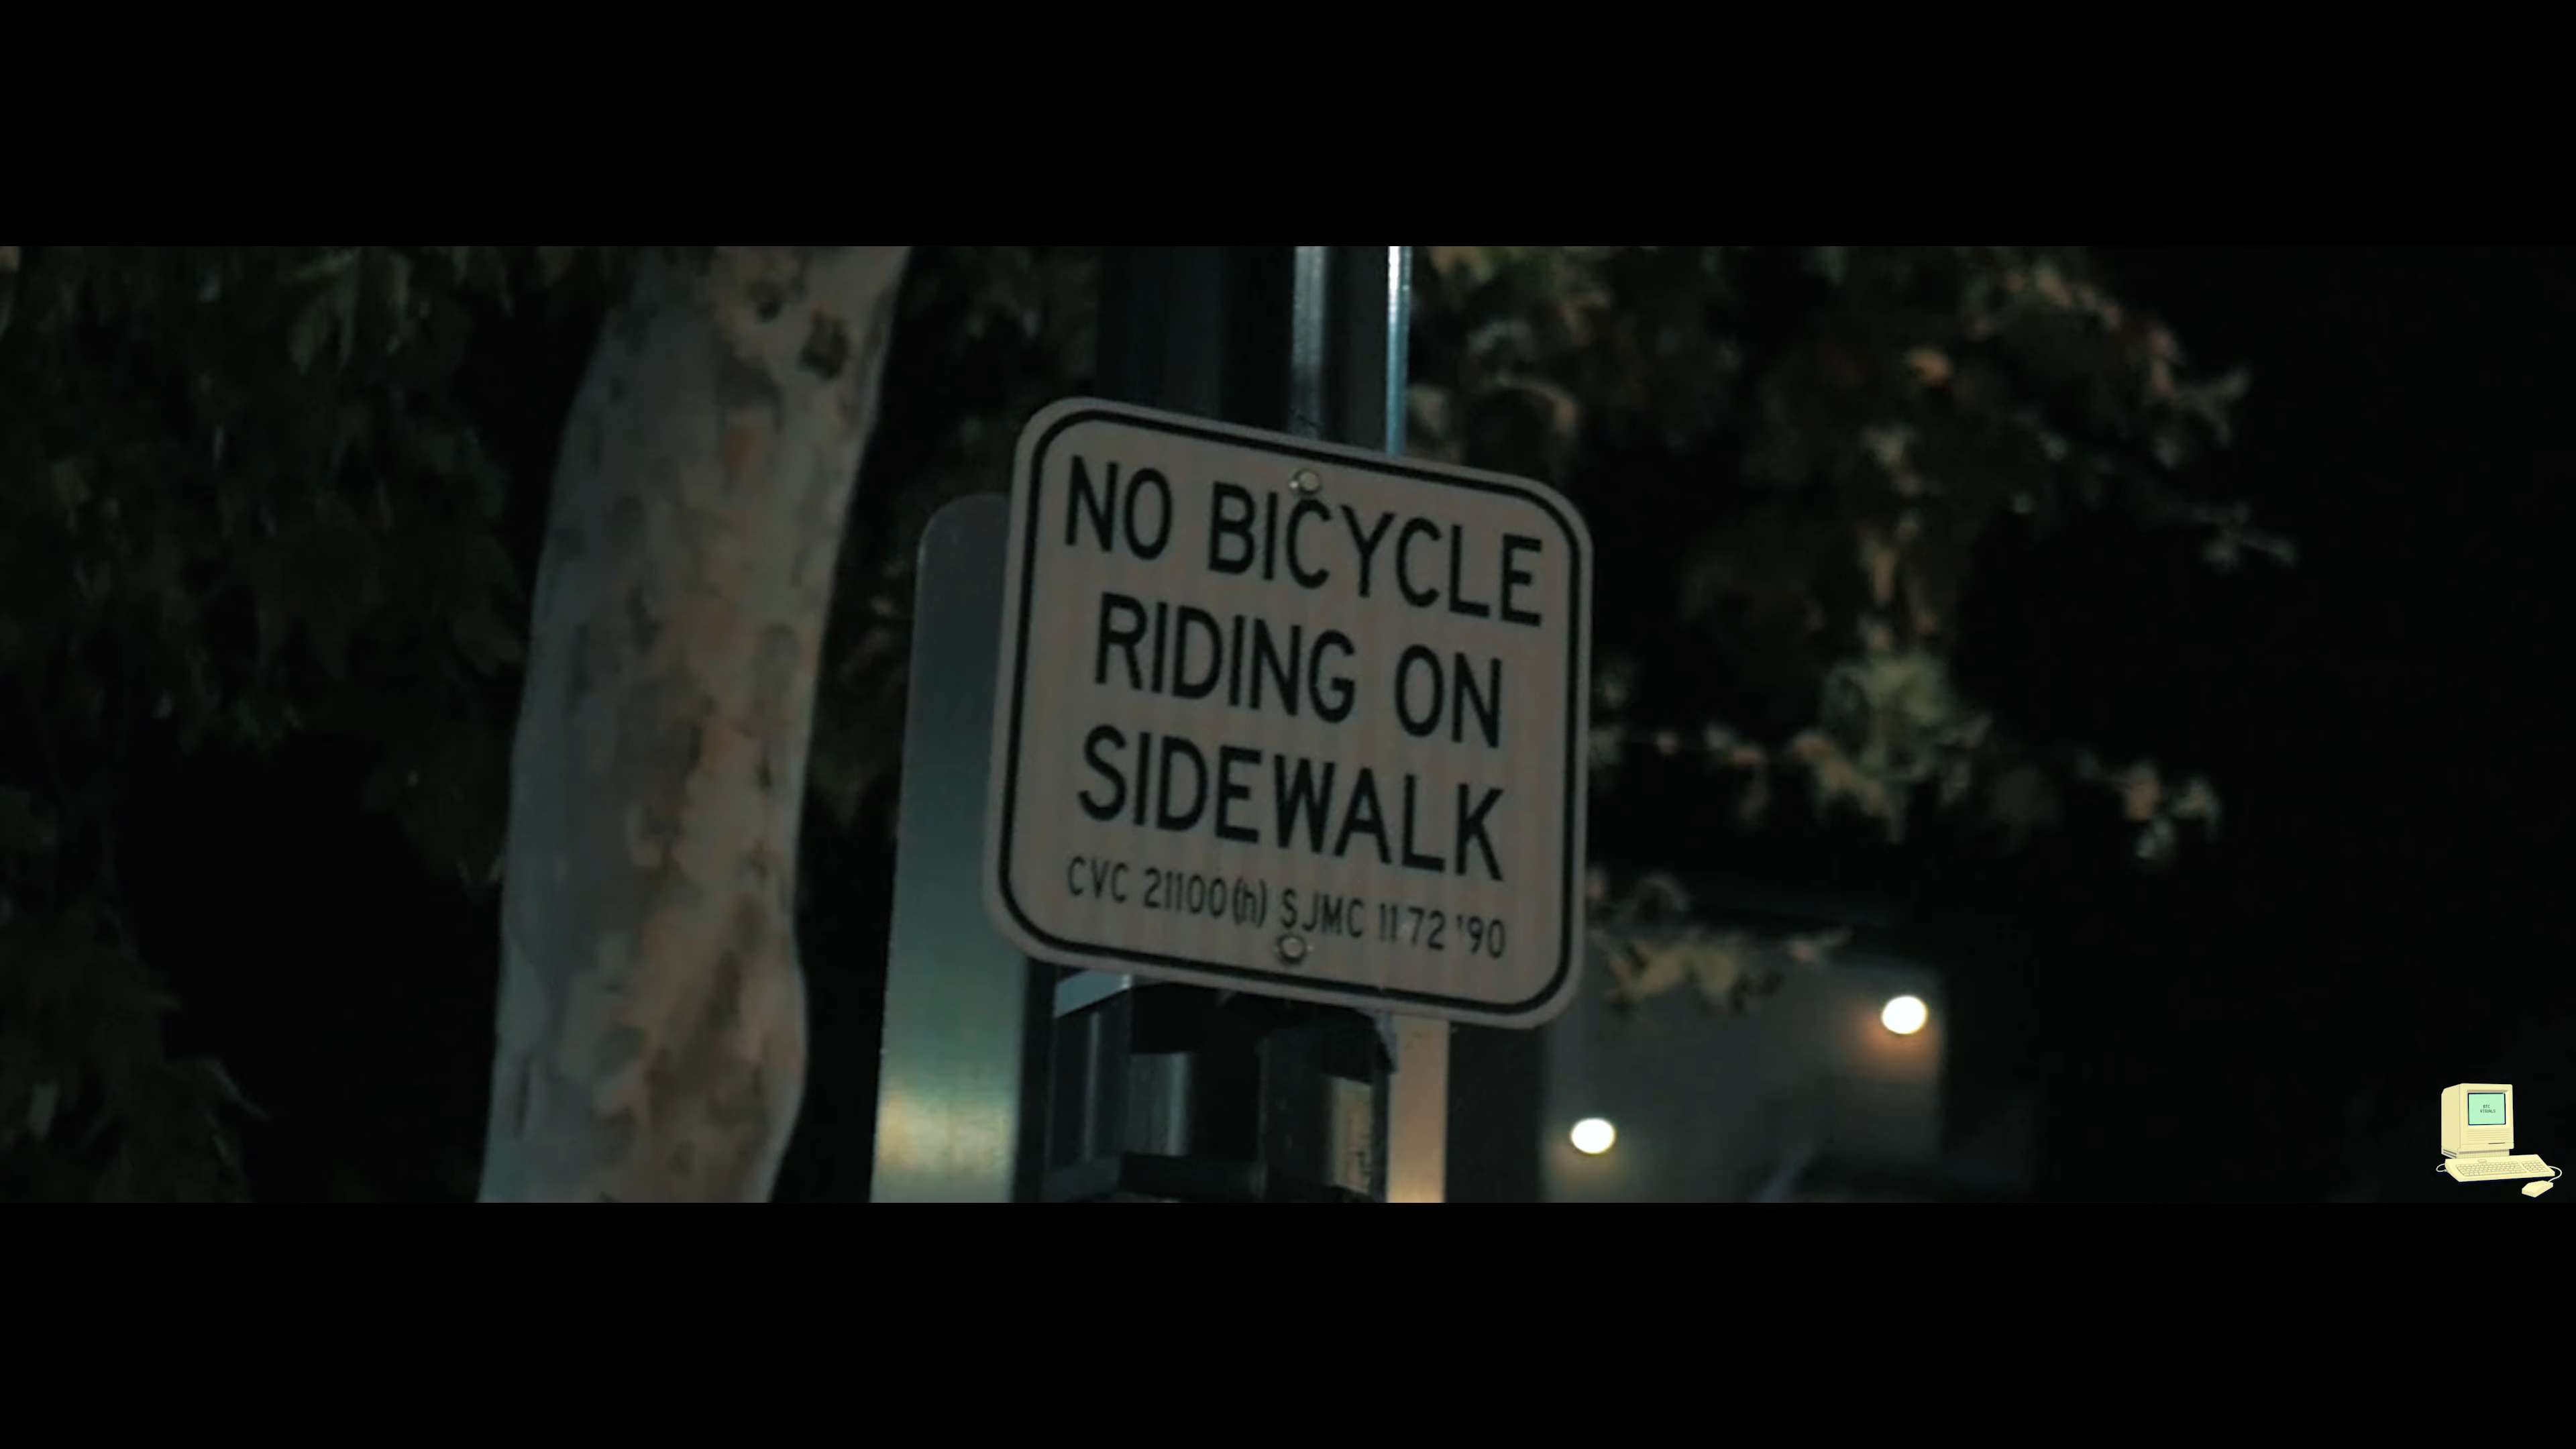 NO BICYCLE
RIDING ON
SIDEWALK
CVC 21100(h) SJMC 11 72 '90